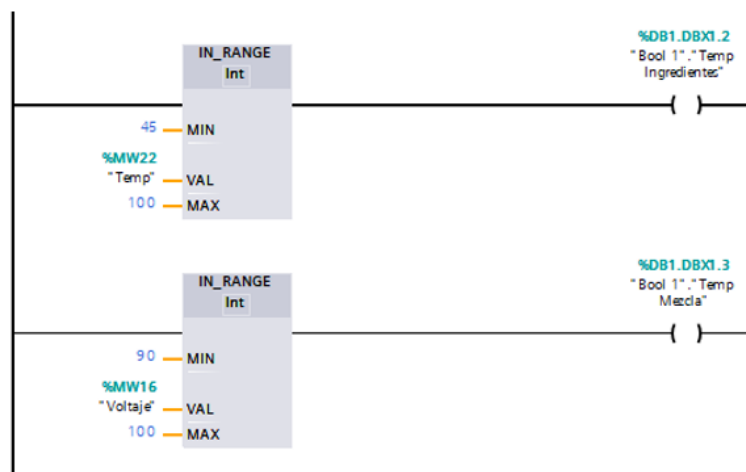 %DB1.DBX1.2
"Bool 1"."Temp
Ingredientes"
IN_RANGE
Int
45
MIN
%MW22
"Temp"
VAL
100
MAX
%DB1.DBX1.3
"Bool 1"."Temp
Mezcla"
IN_RANGE
Int
90
MIN
%MW16
"Voltaje"
VAL
100
MAX